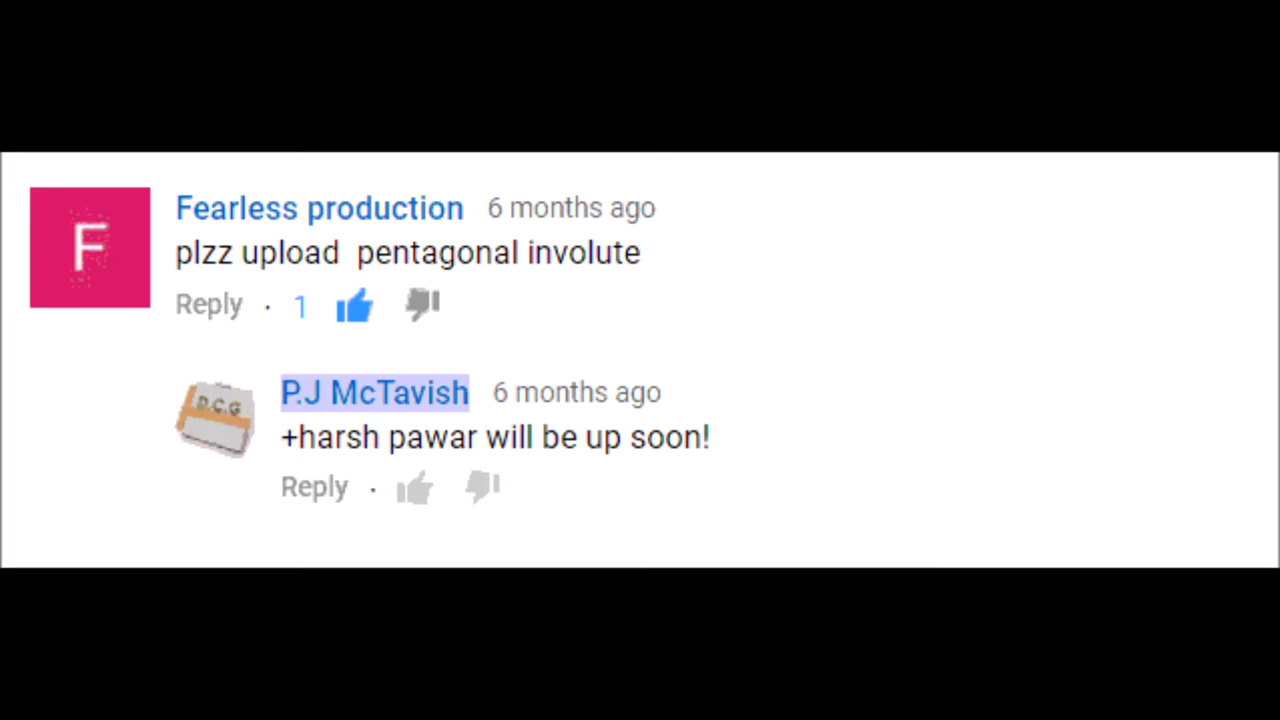 F
Fearless production 6 months ago
plzz upload  pentagonal involute
Reply · 1
D.C.G
P.J McTavish 6 months ago
+harsh pawar will be up soon!
Reply ·